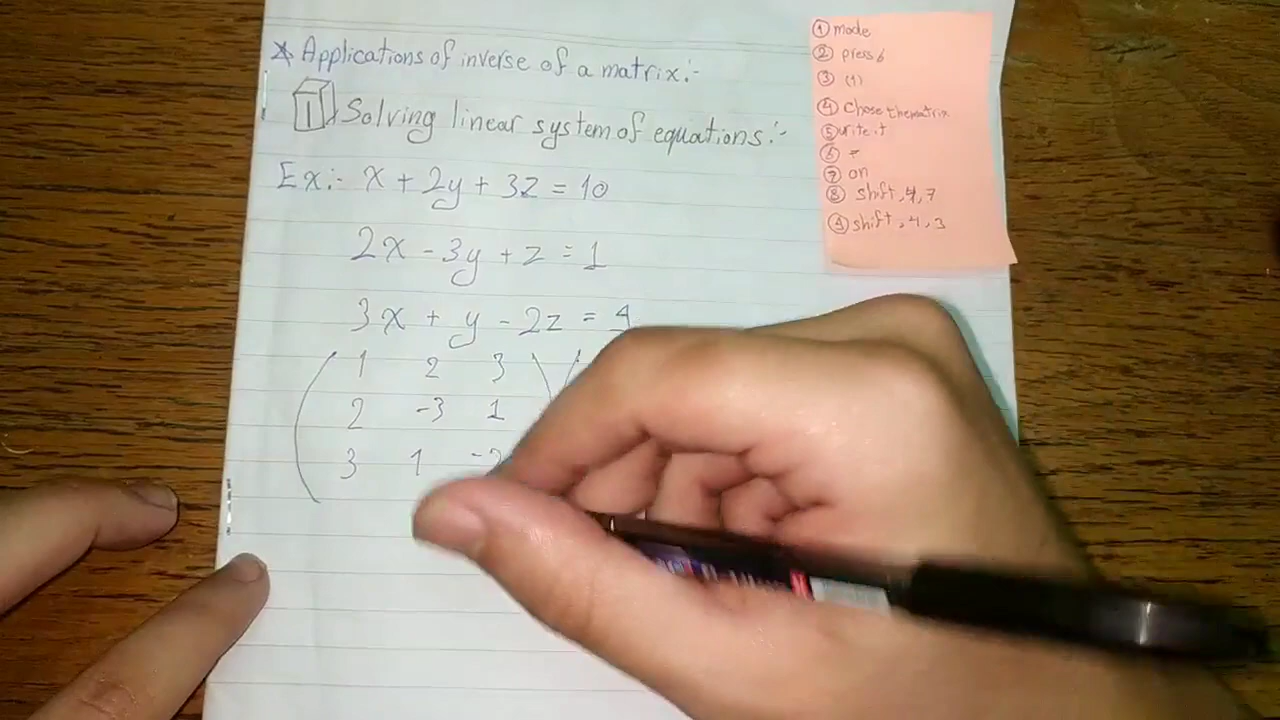 * Applications of inverse of a matrix:-
1 Solving linear system of equations:-
Ex:- x + 2y + 3z = 10
2x - 3y + z = 1
3x + y - 2z = 4
1 2 3
2 -3 1
3 1 -2
① mode
② press 6
③ (1)
④ chose the matrix
⑤ write it
⑥ =
⑦ on
⑧ shift, 4, 7
⑨ shift, 4, 3